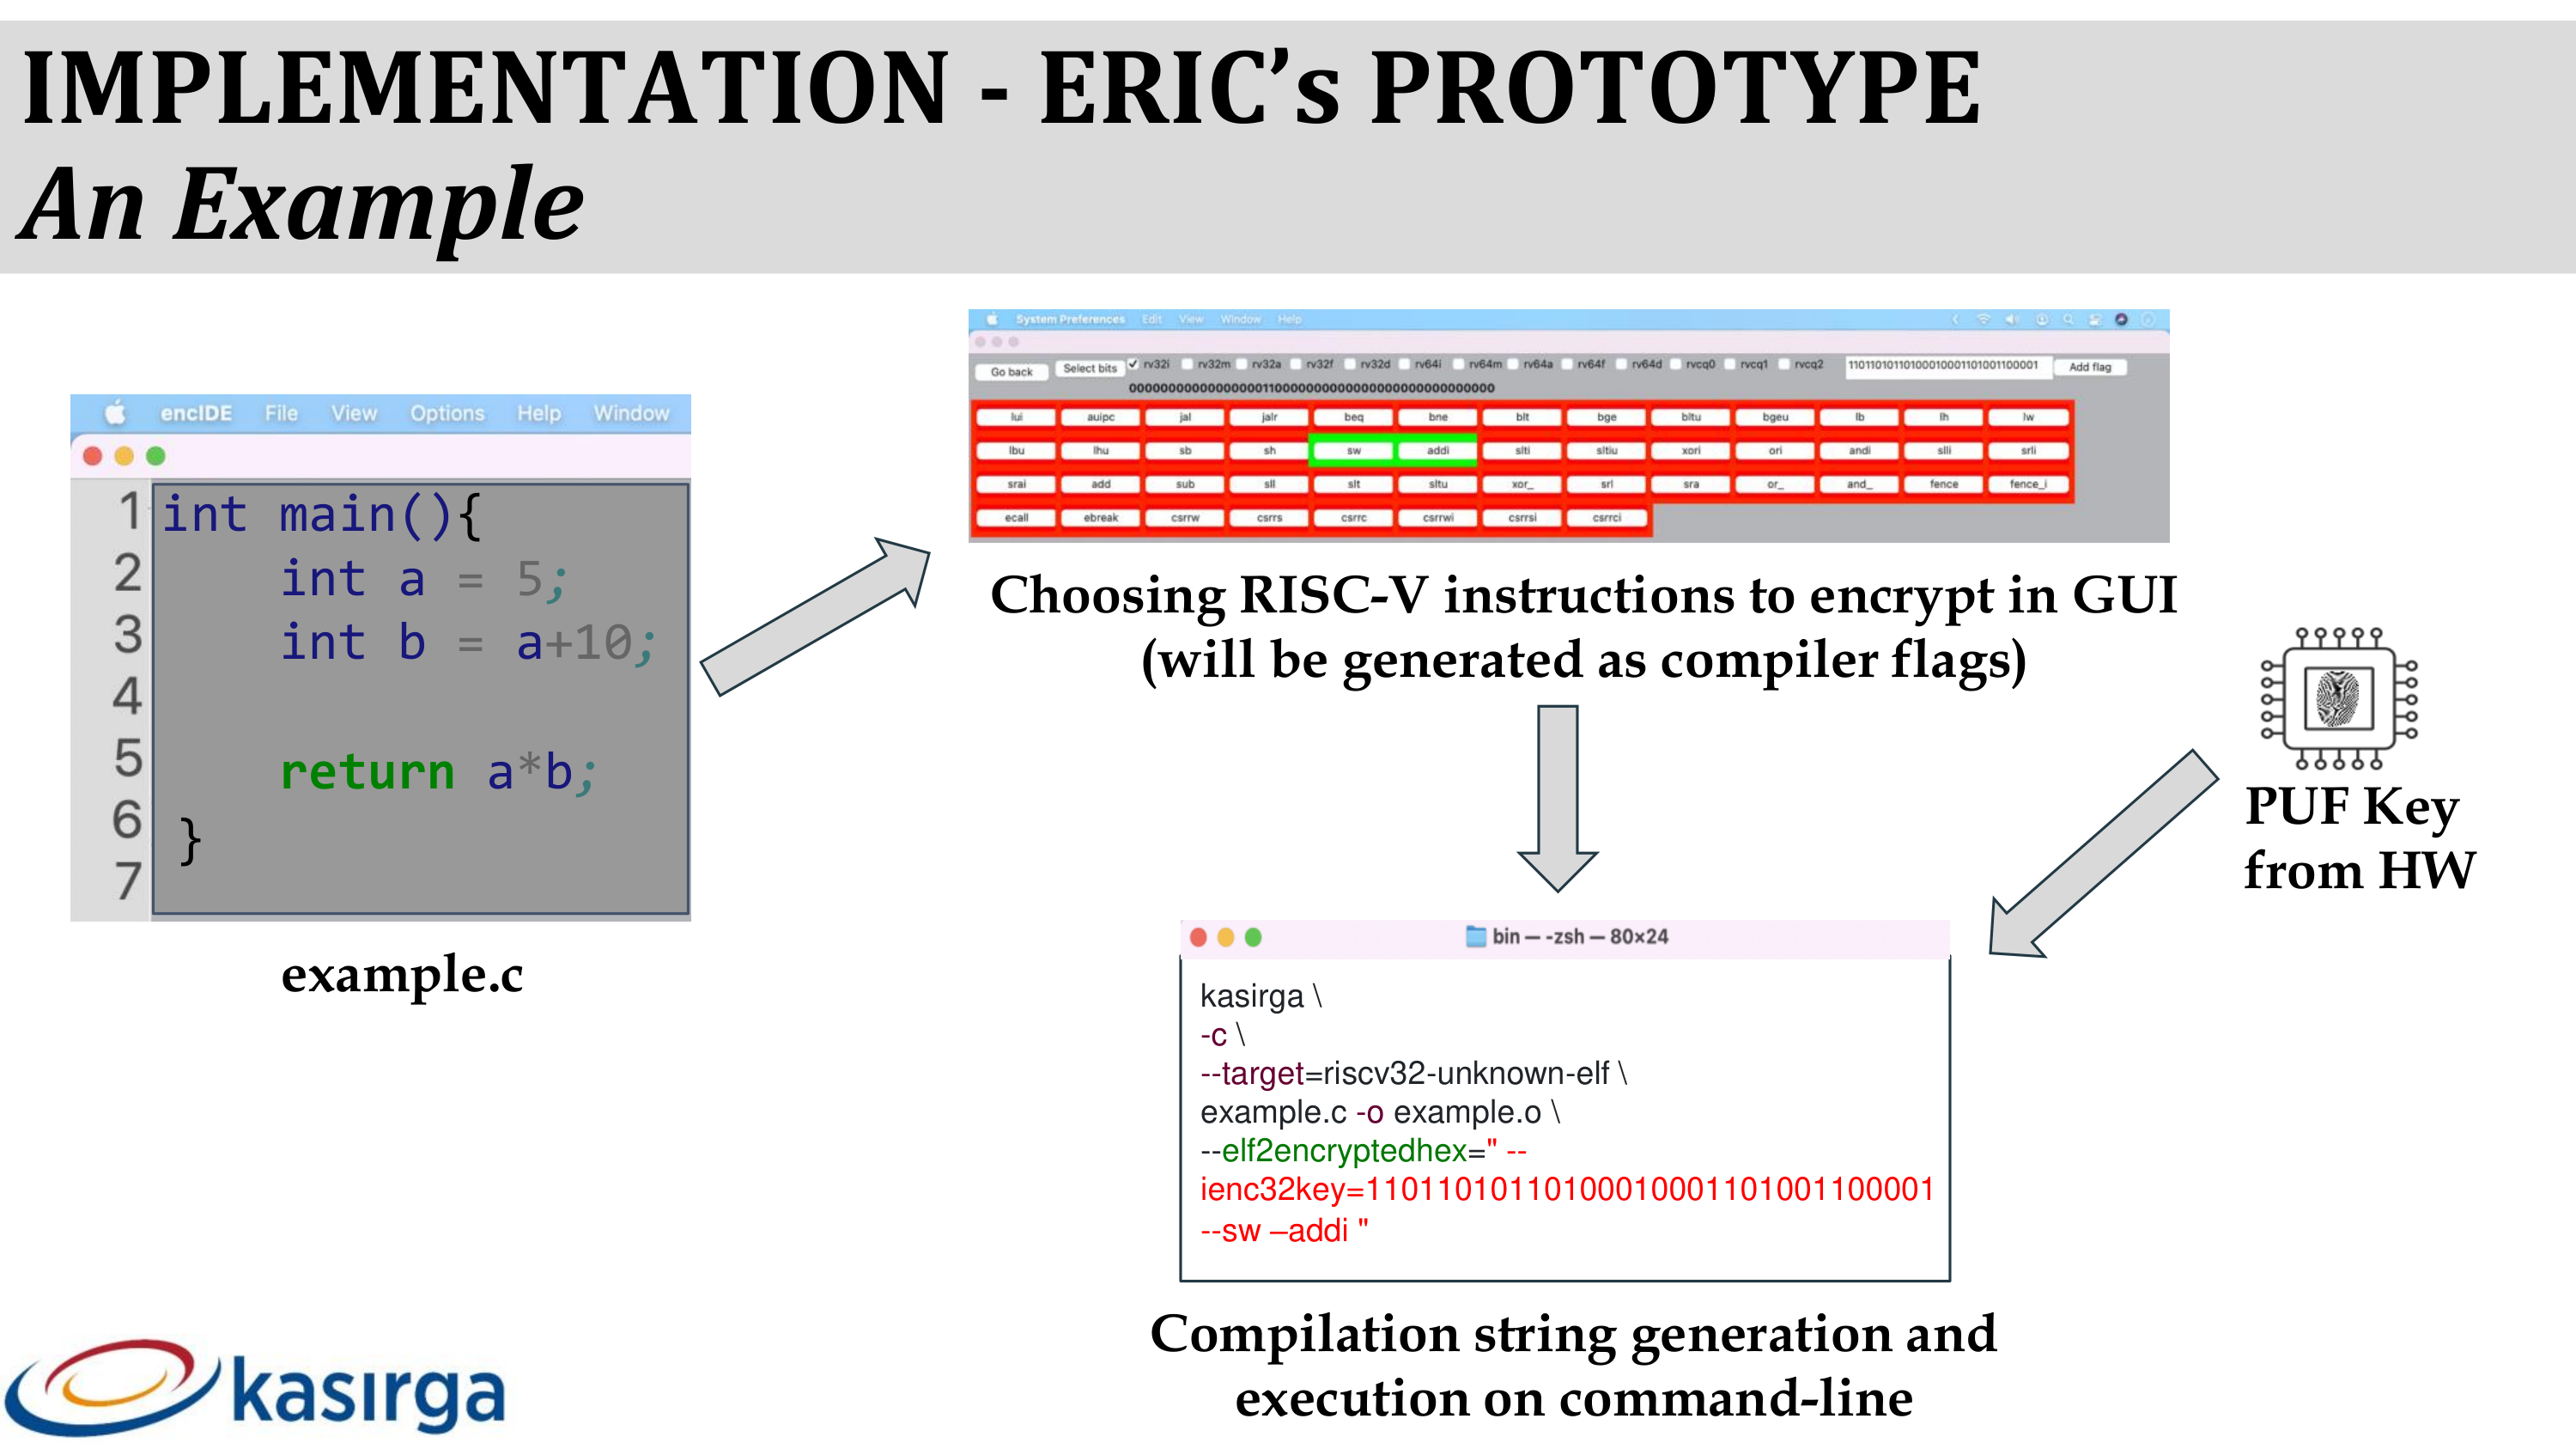 IMPLEMENTATION - ERIC’s PROTOTYPE
An Example
encIDE File View Options Help Window
1 int main(){
2 int a = 5;
3 int b = a+10;
4
5 return a*b;
6 }
7
example.c
System Preferences Edit View Window Help
Go back Select bits rv32i rv32m rv32a rv32f rv32d rv64i rv64m rv64a rv64f rv64d rvcq0 rvcq1 rvcq2 11011010110100010001101001100001 Add flag
lui auipc jal jalr beq bne blt bge bltu bgeu lb lh lw
lbu lhu sb sh sw addi slti sltiu xori ori andi slli srli
srai add sub sll slt sltu xor_ srl sra or_ and_ fence fence_i
ecall ebreak csrrw csrrs csrrc csrrwi csrrsi csrrci
Choosing RISC-V instructions to encrypt in GUI
(will be generated as compiler flags)
PUF Key
from HW
bin — -zsh — 80×24
kasirga \
-c \
--target=riscv32-unknown-elf \
example.c -o example.o \
--elf2encryptedhex=" --
ienc32key=11011010110100010001101001100001
--sw –addi "
Compilation string generation and
execution on command-line
kasırga